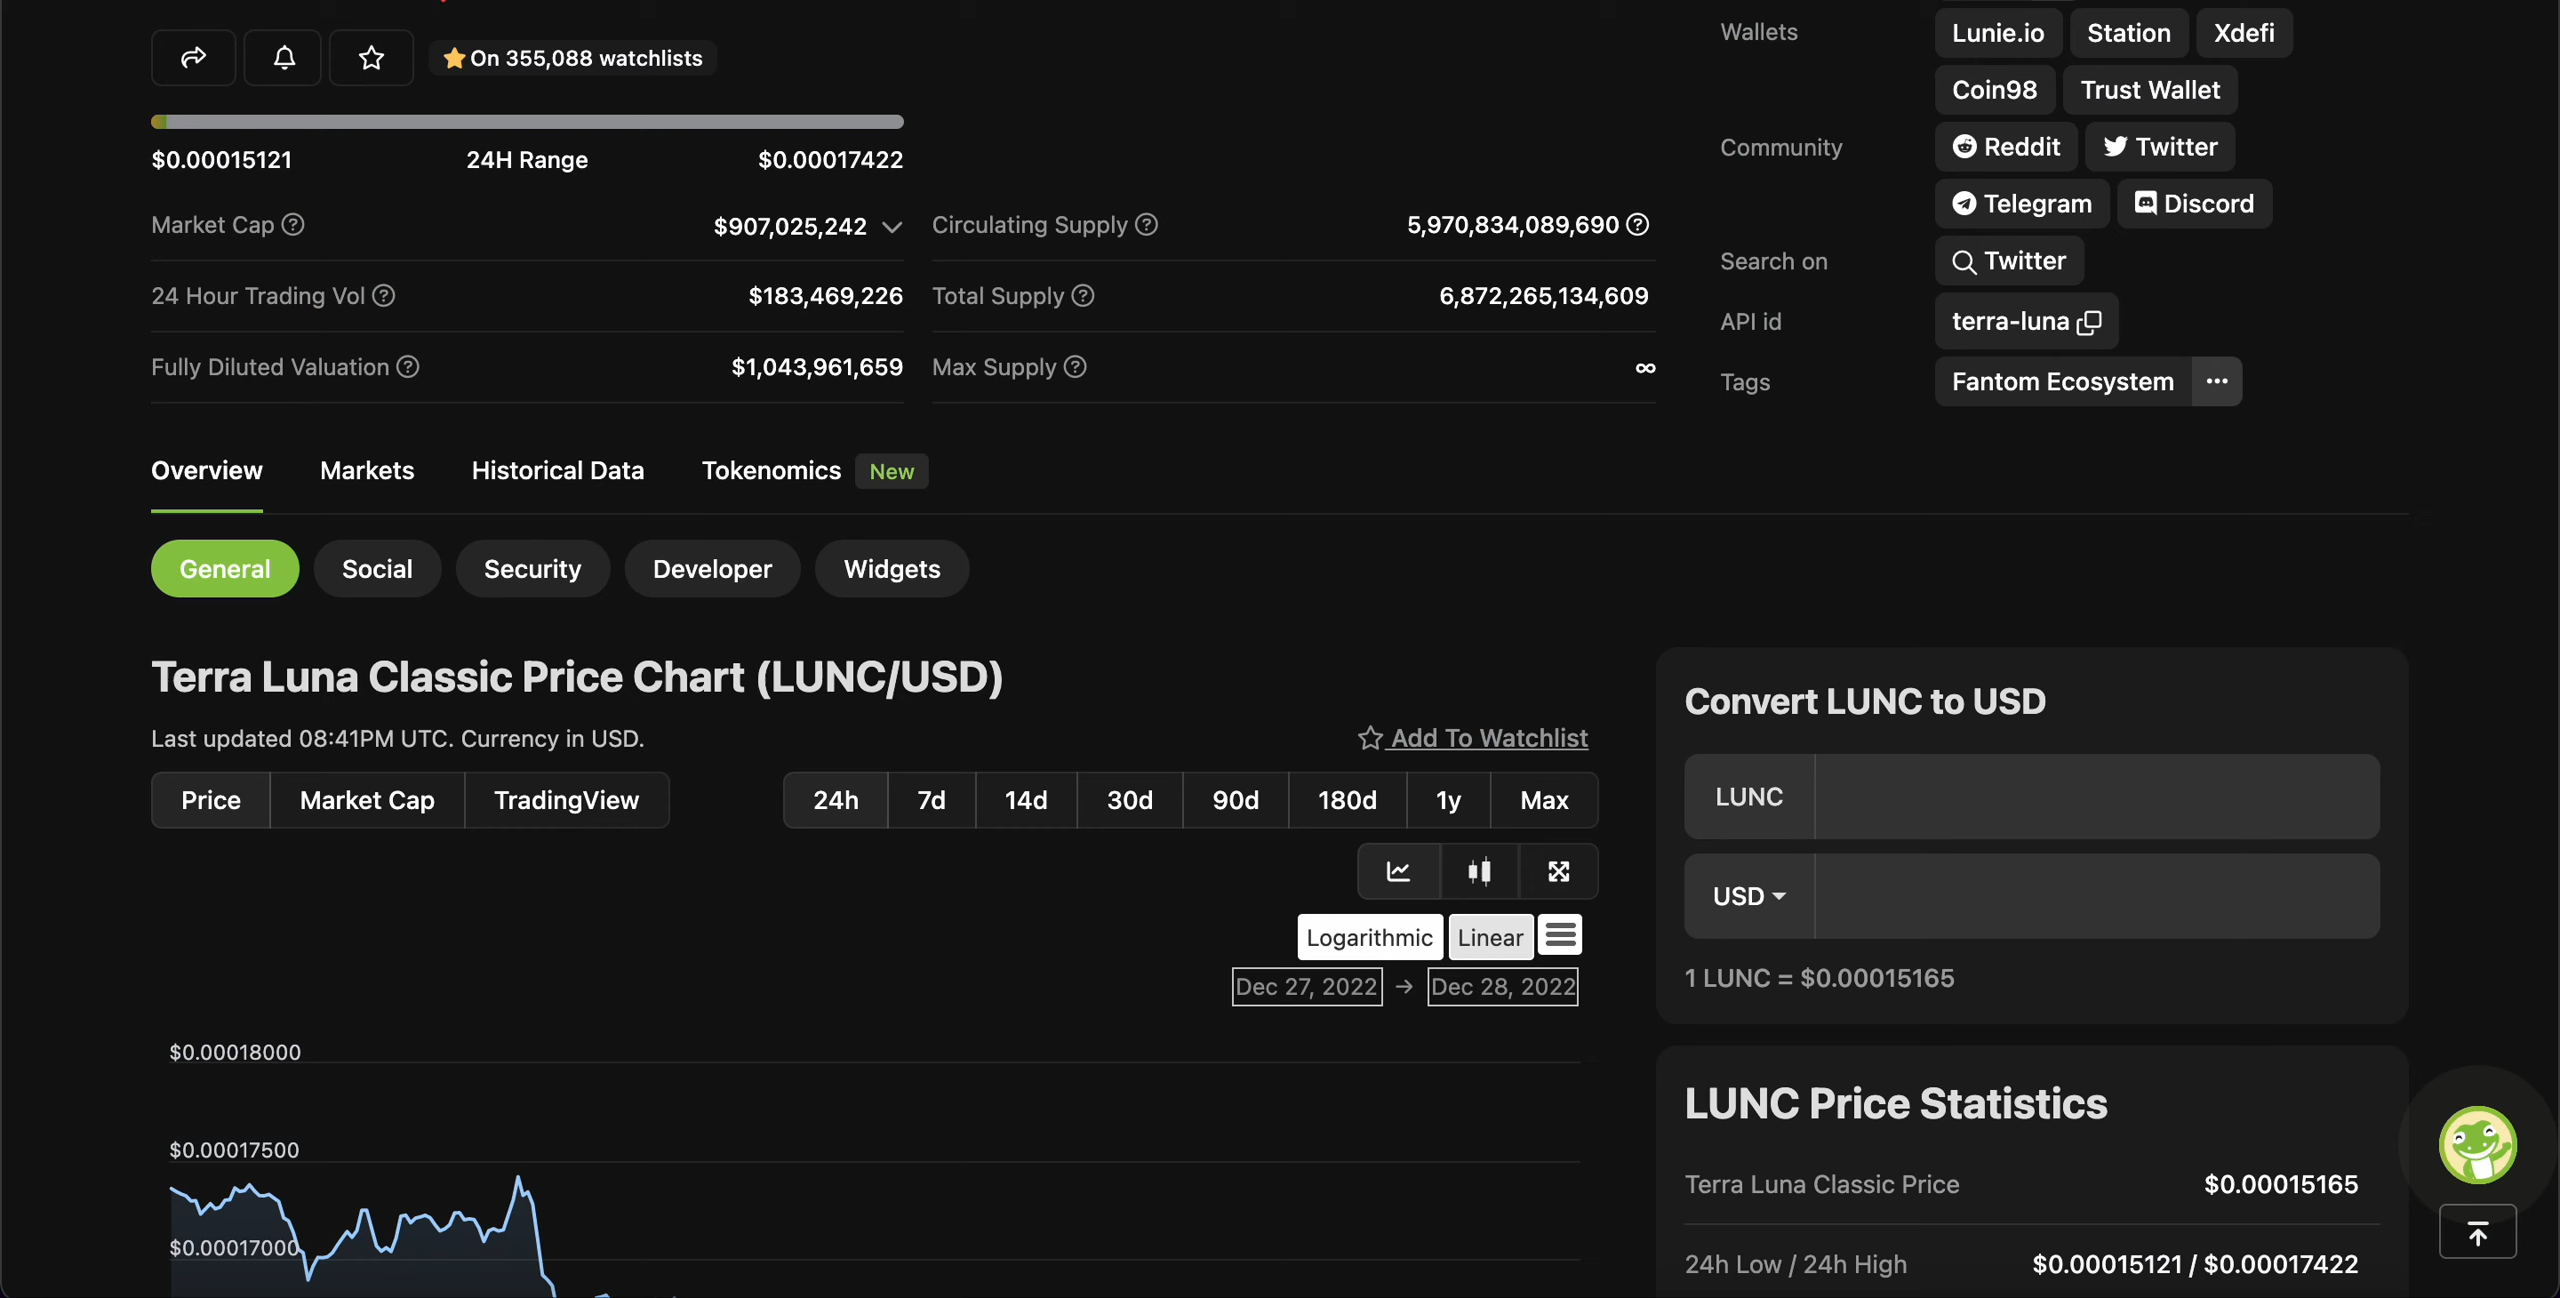 On 355,088 watchlists
$0.00015121 24H Range $0.00017422
Market Cap $907,025,242
24 Hour Trading Vol $183,469,226
Fully Diluted Valuation $1,043,961,659
Circulating Supply 5,970,834,089,690
Total Supply 6,872,265,134,609
Max Supply ∞
Wallets Lunie.io Station Xdefi
Coin98 Trust Wallet
Community Reddit Twitter
Telegram Discord
Search on Twitter
API id terra-luna
Tags Fantom Ecosystem ···
Overview Markets Historical Data Tokenomics New
General Social Security Developer Widgets
Terra Luna Classic Price Chart (LUNC/USD)
Last updated 08:41PM UTC. Currency in USD.
Add To Watchlist
Price Market Cap TradingView
24h 7d 14d 30d 90d 180d 1y Max
Logarithmic Linear
Dec 27, 2022 → Dec 28, 2022
$0.00018000
$0.00017500
$0.00017000
Convert LUNC to USD
LUNC
USD
1 LUNC = $0.00015165
LUNC Price Statistics
Terra Luna Classic Price $0.00015165
24h Low / 24h High $0.00015121 / $0.00017422